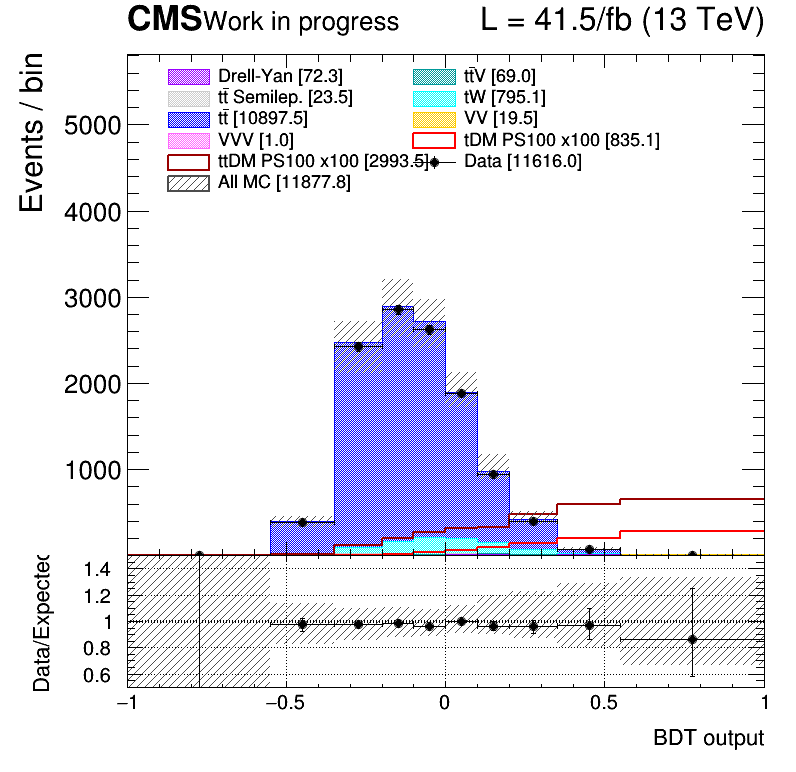 CMS Work in progress L = 41.5/fb (13 TeV)
Events / bin
Drell-Yan [72.3] tt̄V [69.0]
tt̄ Semilep. [23.5] tW [795.1]
tt̄ [10897.5] VV [19.5]
VVV [1.0] tDM PS100 x100 [835.1]
ttDM PS100 x100 [2993.5] Data [11616.0]
All MC [11877.8]
5000
4000
3000
2000
1000
Data/Expected
1.4
1.2
1
0.8
0.6
−1 −0.5 0 0.5 1
BDT output